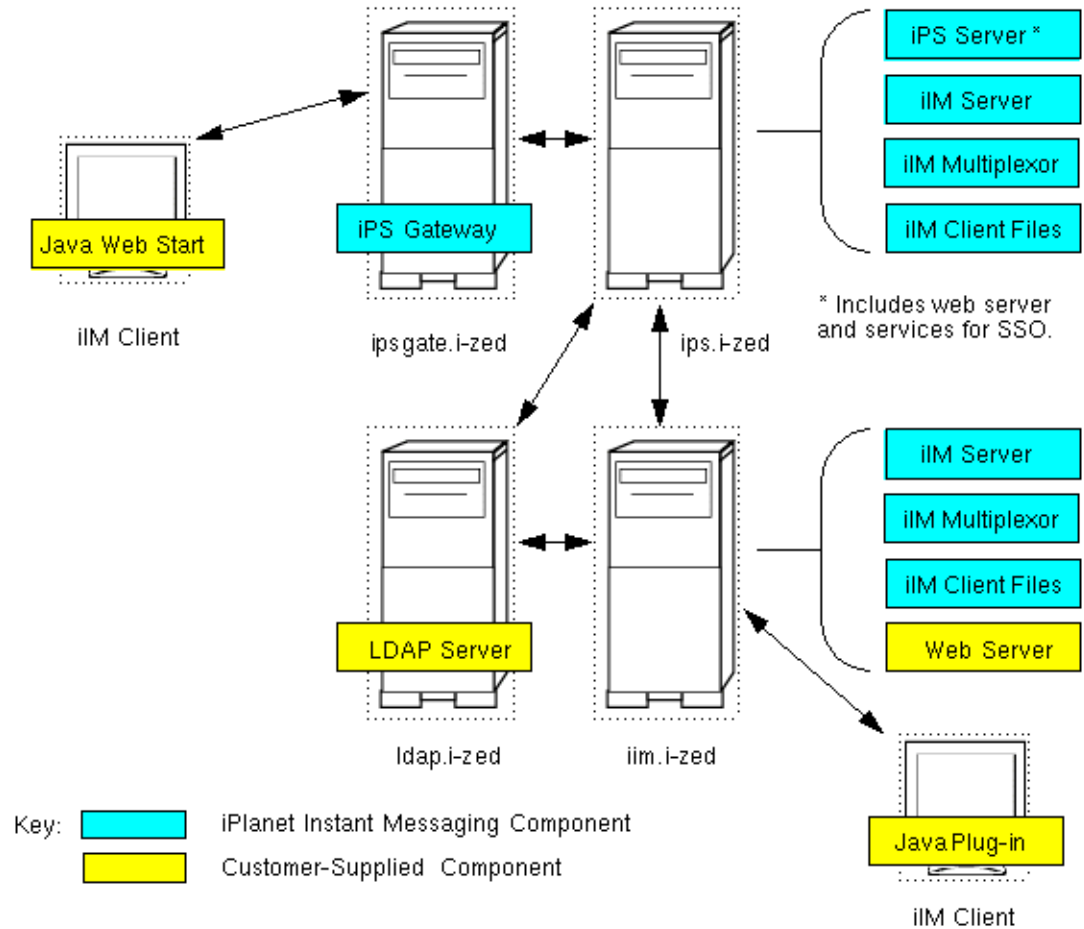 iPS Server *
iIM Server
iIM Multiplexor
iIM Client Files
* Includes web server
and services for SSO.
Java Web Start
iIM Client
iPS Gateway
ipsgate.i-zed
ips.i-zed
iIM Server
iIM Multiplexor
iIM Client Files
Web Server
LDAP Server
ldap.i-zed
iim.i-zed
Java Plug-in
iIM Client
Key:
iPlanet Instant Messaging Component
Customer-Supplied Component